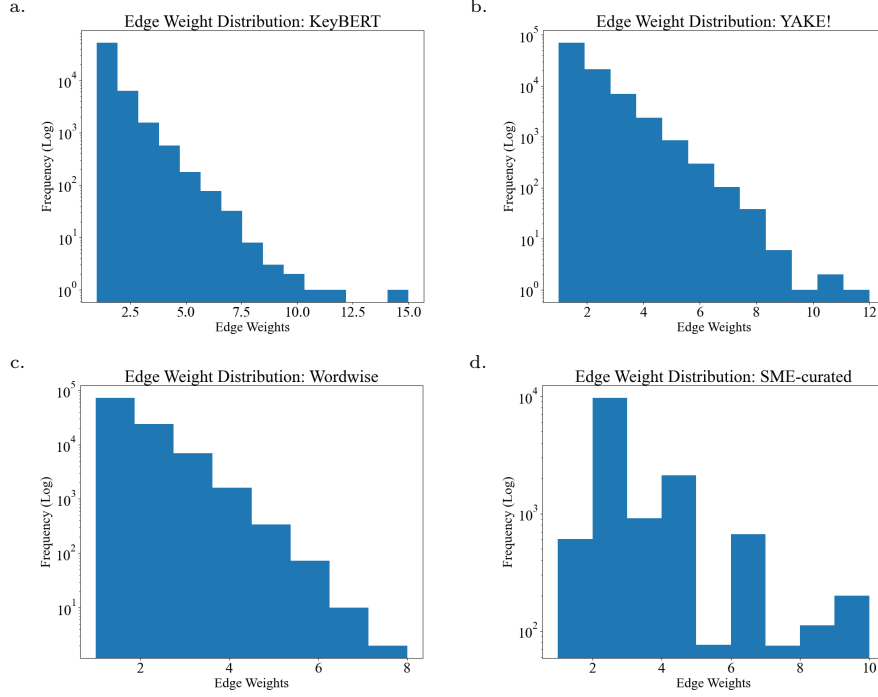 a.
Edge Weight Distribution: KeyBERT
Frequency (Log)
10^4
10^3
10^2
10^1
10^0
2.5 5.0 7.5 10.0 12.5 15.0
Edge Weights
b.
Edge Weight Distribution: YAKE!
Frequency (Log)
10^5
10^4
10^3
10^2
10^1
10^0
2 4 6 8 10 12
Edge Weights
c.
Edge Weight Distribution: Wordwise
Frequency (Log)
10^5
10^4
10^3
10^2
10^1
2 4 6 8
Edge Weights
d.
Edge Weight Distribution: SME-curated
Frequency (Log)
10^4
10^3
10^2
2 4 6 8 10
Edge Weights